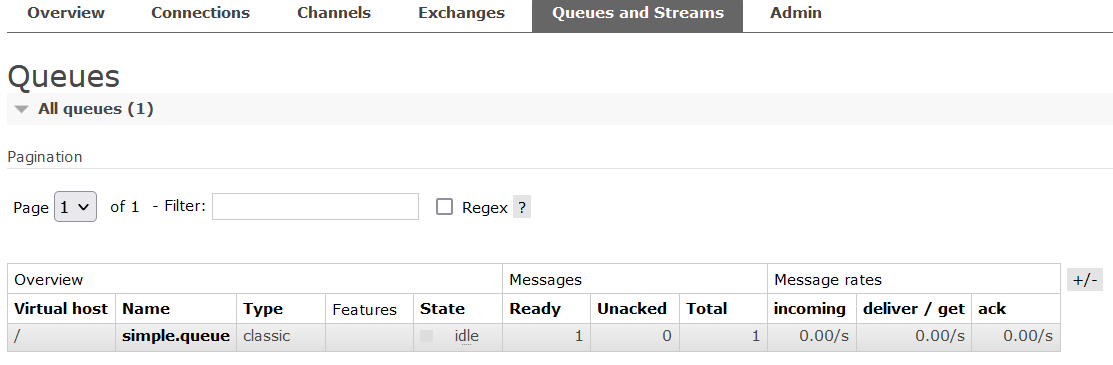 Overview Connections Channels Exchanges Queues and Streams Admin
Queues
All queues (1)
Pagination
Page 1 of 1 - Filter: Regex ?
Overview Messages Message rates +/-
Virtual host Name Type Features State Ready Unacked Total incoming deliver / get ack
/ simple.queue classic idle 1 0 1 0.00/s 0.00/s 0.00/s